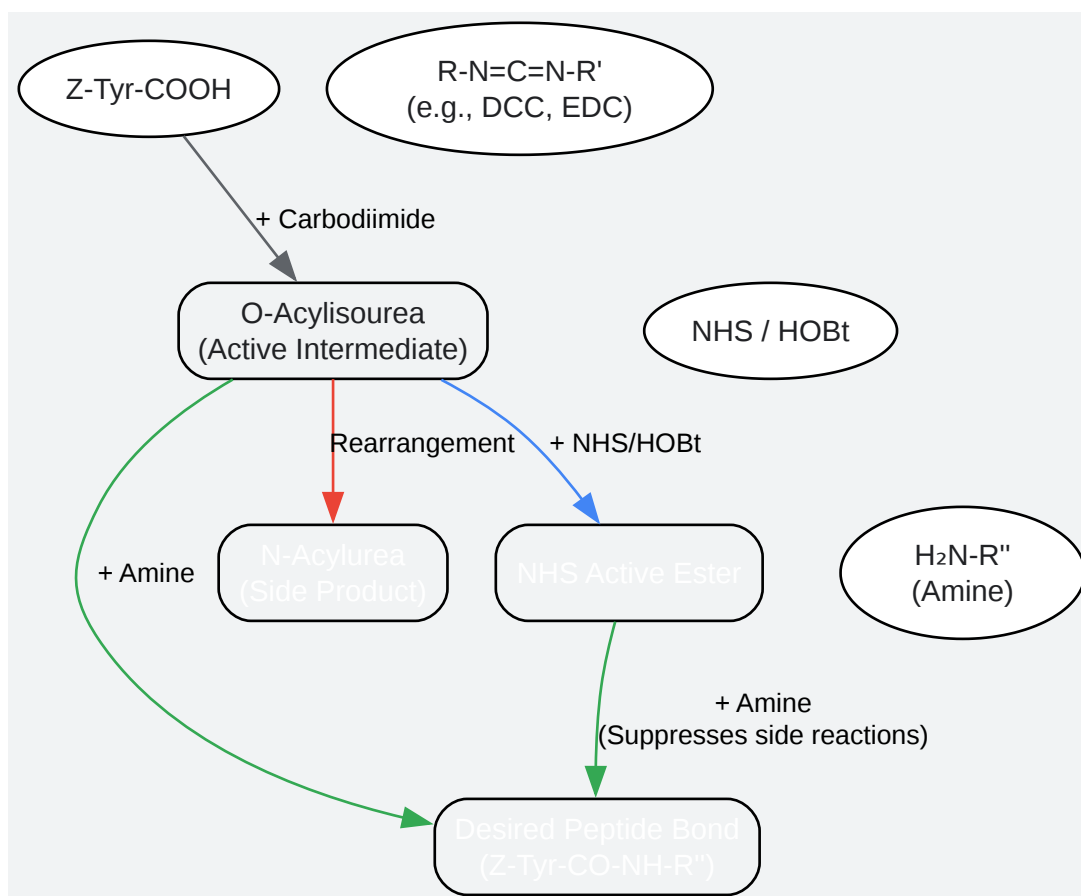 Z-Tyr-COOH
R-N=C=N-R'
(e.g., DCC, EDC)
+ Carbodiimide
O-Acylisourea
(Active Intermediate)
NHS / HOBt
Rearrangement
+ NHS/HOBt
+ Amine
N-Acylurea
(Side Product)
NHS Active Ester
H₂N-R''
(Amine)
+ Amine
(Suppresses side reactions)
Desired Peptide Bond
(Z-Tyr-CO-NH-R'')